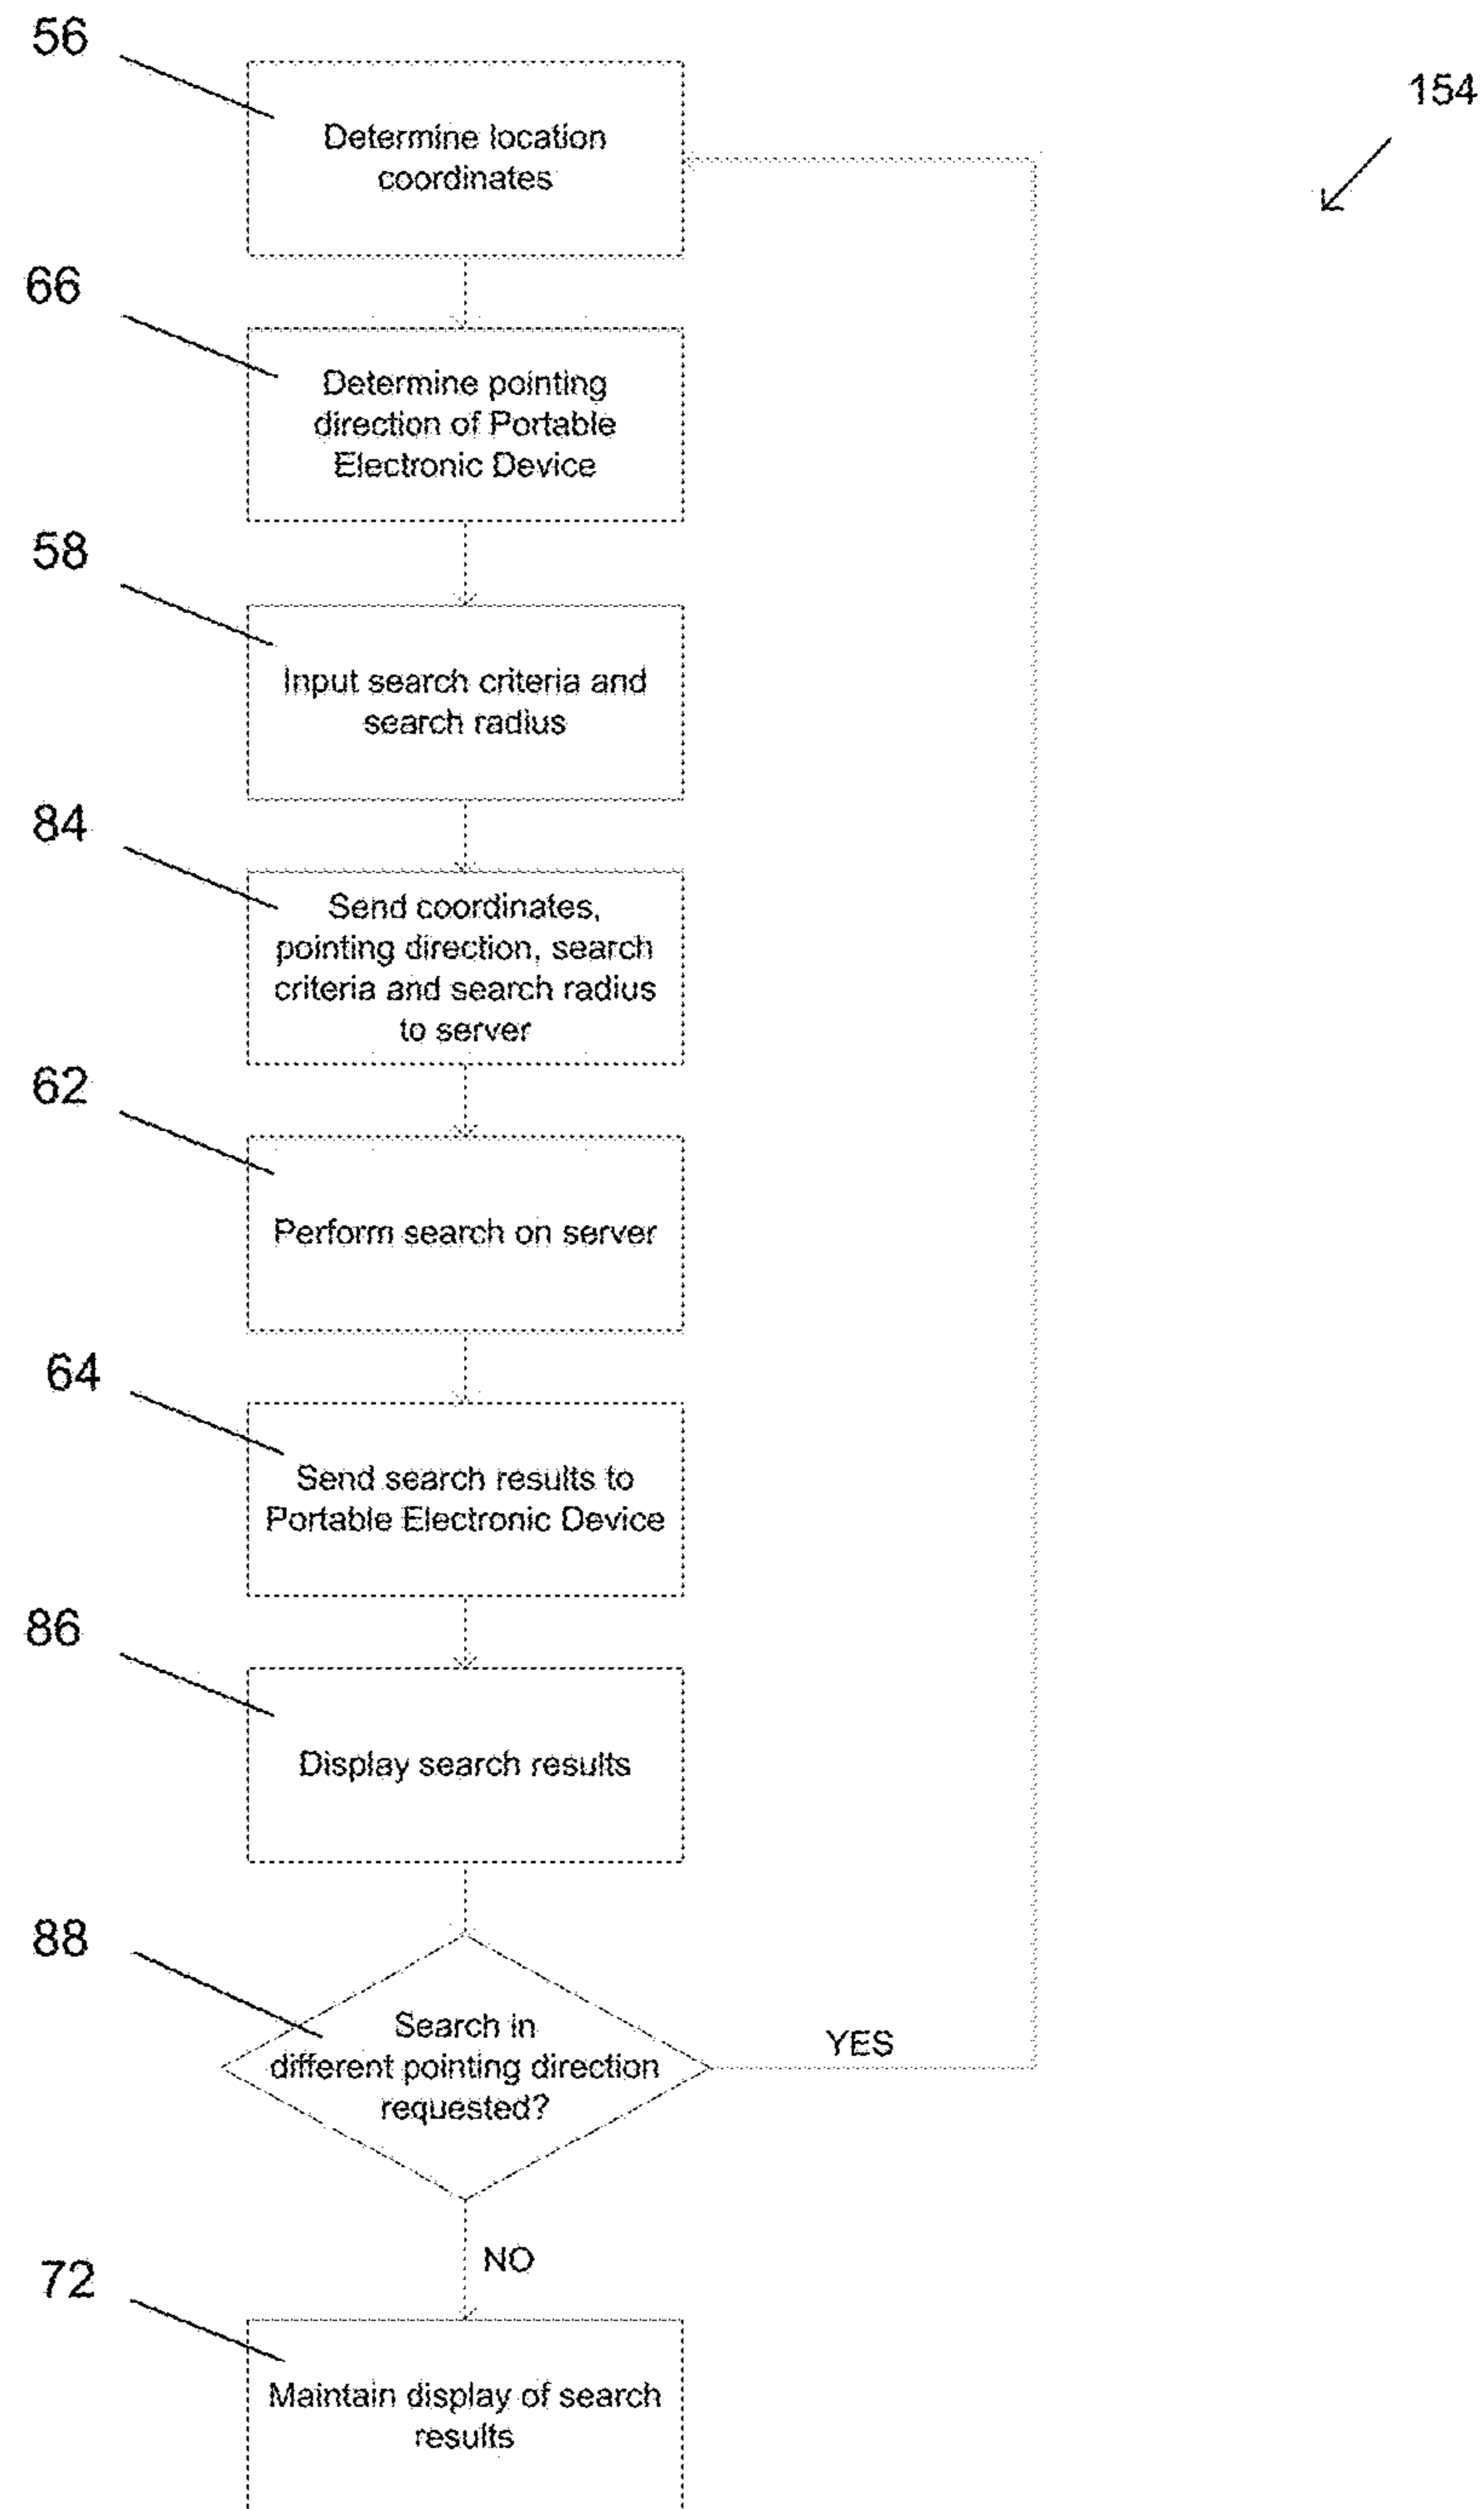 56
154
Determine location
coordinates
66
Determine pointing
direction of Portable
Electronic Device
58
Input search criteria and
search radius
84
Send coordinates,
pointing direction, search
criteria and search radius
to server
62
Perform search on server
64
Send search results to
Portable Electronic Device
86
Display search results
88
Search in
different pointing direction
requested?
YES
NO
72
Maintain display of search
results